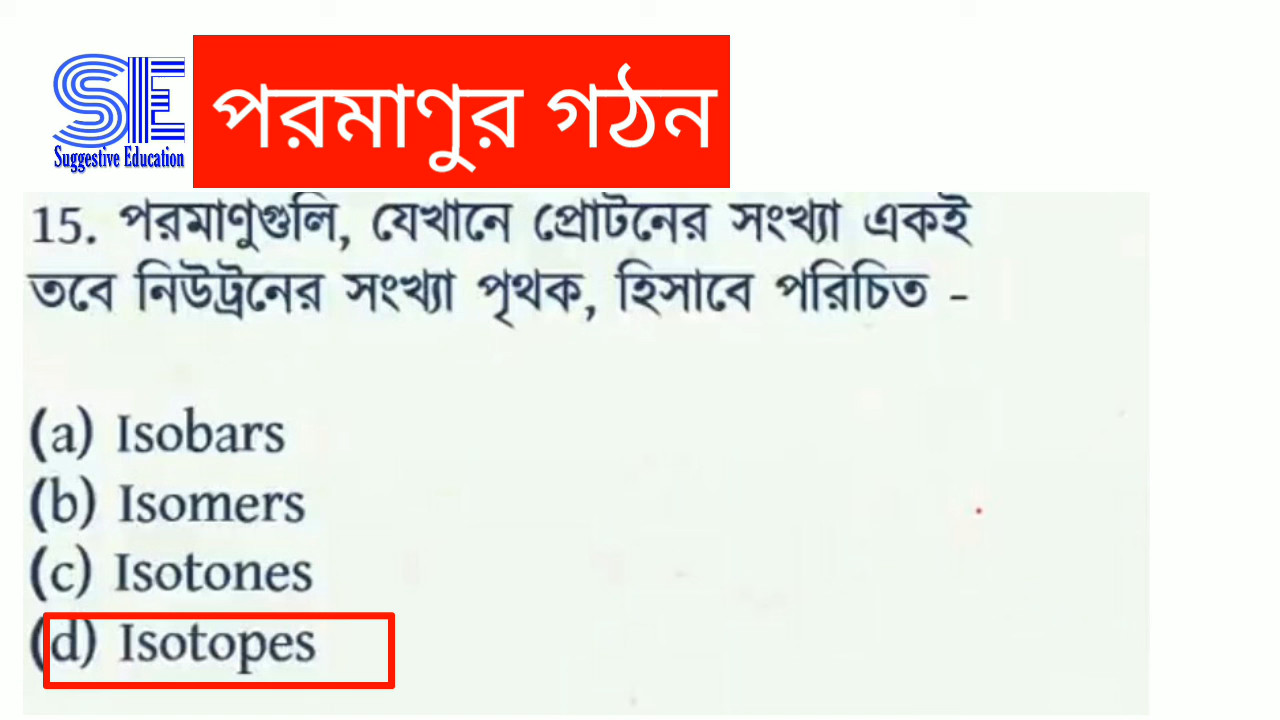 SE
Suggestive Education
পরমাণুর গঠন
15. পরমাণুগুলি, যেখানে প্রোটনের সংখ্যা একই
তবে নিউট্রনের সংখ্যা পৃথক, হিসাবে পরিচিত -
(a) Isobars
(b) Isomers
(c) Isotones
(d) Isotopes